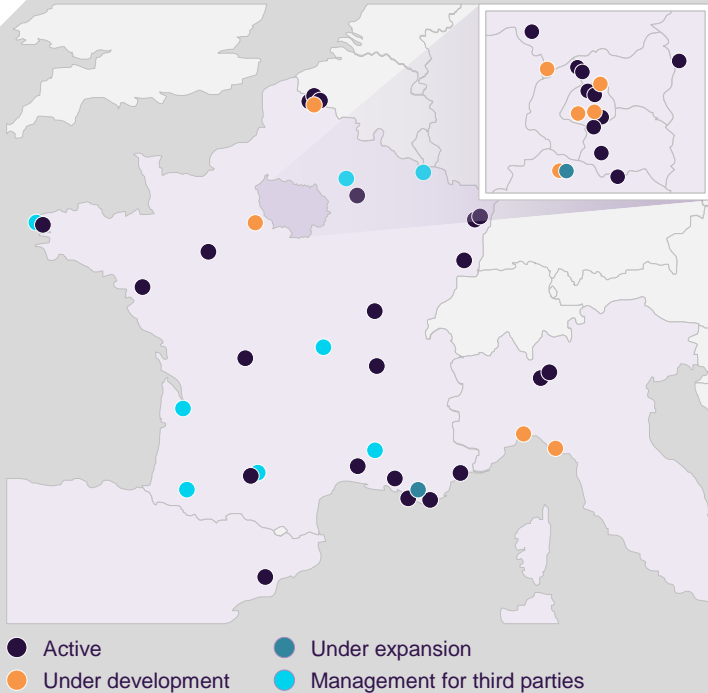 Active
Under expansion
Under development
Management for third parties